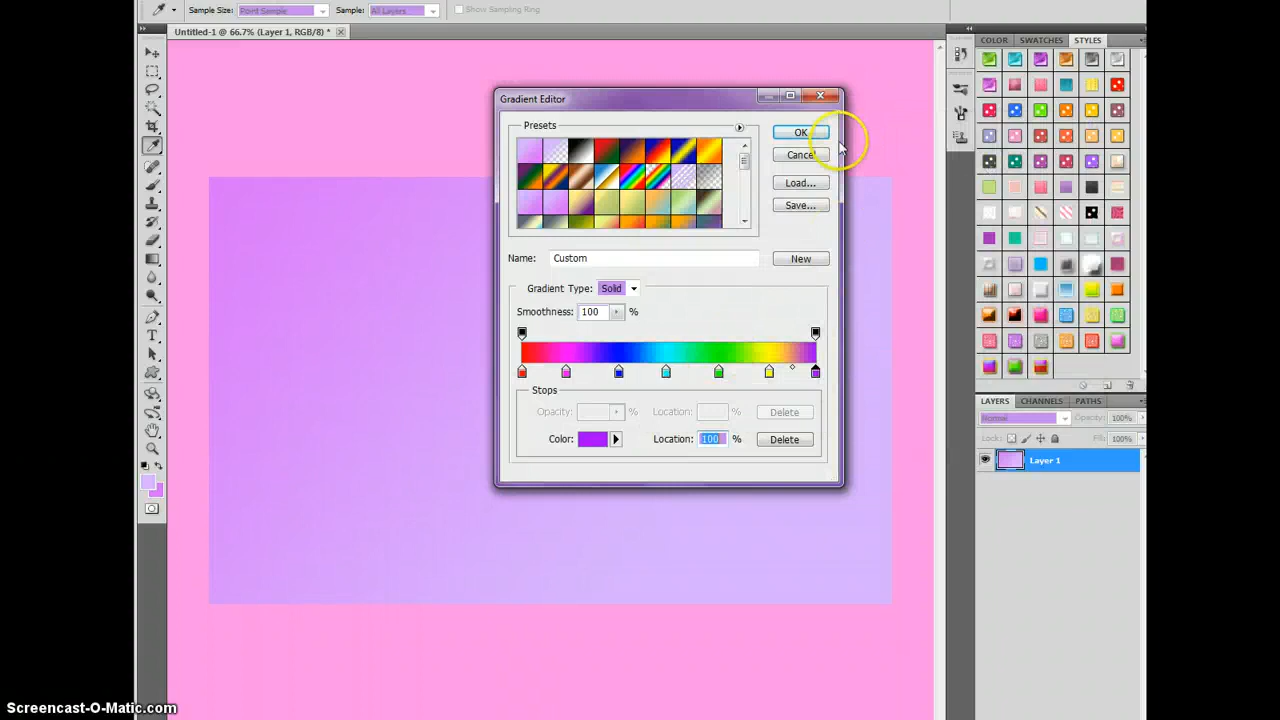 Sample Size: Point Sample Sample: All Layers Show Sampling Ring
Untitled-1 @ 66.7% (Layer 1, RGB/8) *
COLOR SWATCHES STYLES
Gradient Editor
Presets
OK
Cancel
Load...
Save...
Name: Custom New
Gradient Type: Solid
Smoothness: 100 %
Stops
Opacity: % Location: % Delete
Color: Location: 100 % Delete
LAYERS CHANNELS PATHS
Normal Opacity: 100%
Lock: Fill: 100%
Layer 1
Screencast-O-Matic.com